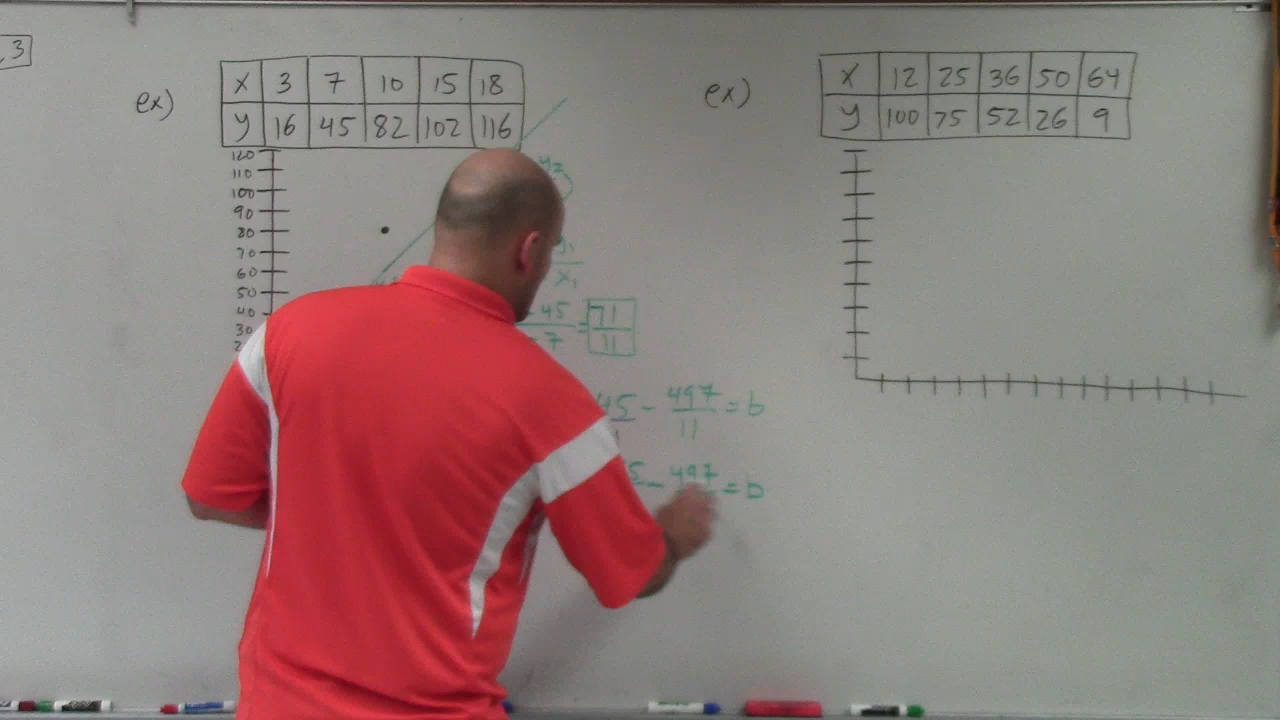 , 3
ex)
X 3 7 10 15 18
y 16 45 82 102 116
120
110
100
90
80
70
60
50
40
30
y2
x1
- 45 = 71
- 7 11
45 - 497 = b
11
5 - 497 = b
ex)
X 12 25 36 50 64
y 100 75 52 26 9